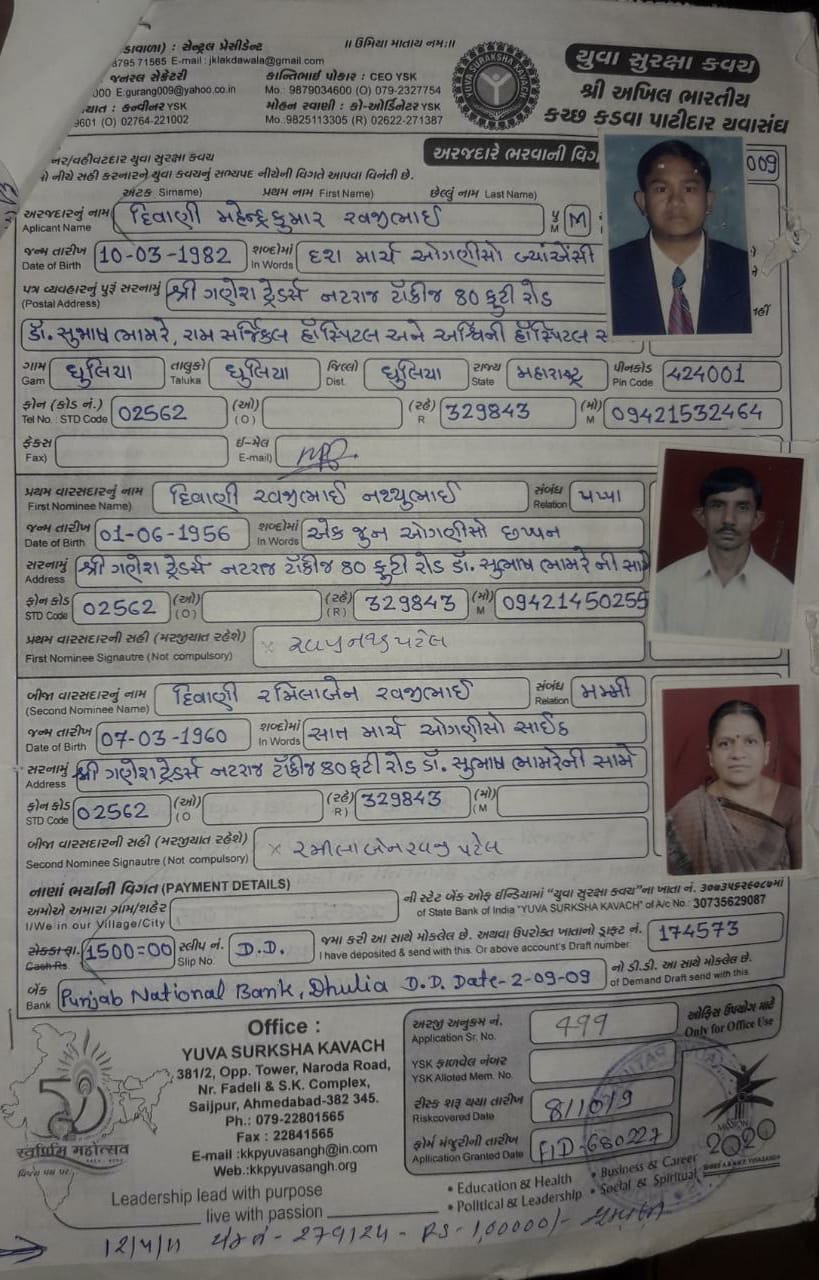 ડાવાળા) : સેન્ટ્રલ પ્રેસીડેન્ટ
॥ ઉમિયા માતાય નમઃ॥
8795 71565 E-mail : jklakdawala@gmail.com
જનરલ સેક્રેટરી
કાન્તિભાઈ પોકાર : CEO YSK
000 E.gurang009@yahoo.co.in
Mo.: 9879034600 (O) 079-2327754
યાત : કન્વીનર YSK
મોહન રવાણી : કો-ઓર્ડિનેટર YSK
9601 (O) 02764-221002
Mo.:9825113305 (R) 02622-271387
YUVA SURAKSHA KAVACH
યુવા સુરક્ષા કવચ
શ્રી અખિલ ભારતીય
કચ્છ કડવા પાટીદાર યુવાસંઘ
નર/વહીવટદાર યુવા સુરક્ષા કવચ
અરજદારે ભરવાની વિગ
009
નીચે સહી કરનારને યુવા કવચનું સભ્યપદ નીચેની વિગતે આપવા વિનંતી છે.
અટક Sirname) પ્રથમ નામ First Name) છેલ્લું નામ Last Name)
અરજદારનું નામ દિવાણી મહેન્દ્રકુમાર રવજીભાઈ પુ M
Aplicant Name M
જન્મ તારીખ 10-03-1982 શબ્દોમાં દશ માર્ચ ઓગણીસો બ્યાંએંસી
Date of Birth In Words
પત્ર વ્યવહારનું પુરૂં સરનામું શ્રી ગણેશ ટ્રેડર્સ નટરાજ ટૉકીજ 80 ફુટી રોડ
(Postal Address)
ડૉ. સુભાષ ભામરે, રામ સર્જિકલ હૉસ્પિટલ અને અશ્વિની હૉસ્પિટલ સ
ગામ ધુલિયા તાલુકો ધુલિયા જિલ્લો ધુલિયા રાજ્ય મહારાષ્ટ્ર પીનકોડ 424001
Gam Taluka Dist. State Pin Code
ફોન (કોડ નં.) 02562 (ઓ) (રહે) 329843 (મો) 09421532464
Tel No. : STD Code (O) R M
ફેક્સ ઈ-મેલ
Fax) E-mail)
પ્રથમ વારસદારનું નામ દિવાણી રવજીભાઈ નથ્થુભાઈ સંબંધ પપ્પા
First Nominee Name) Relation
જન્મ તારીખ 01-06-1956 શબ્દોમાં એક જુન ઓગણીસો છપ્પન
Date of Birth In Words
સરનામું શ્રી ગણેશ ટ્રેડર્સ નટરાજ ટૉકીજ 80 ફુટી રોડ ડૉ. સુભાષ ભામરેની સામે
Address
ફોન કોડ 02562 (ઓ) (રહે) 329843 (મો) 09421450255
STD Code (O) (R) M
પ્રથમ વારસદારની સહી (મરજીયાત રહેશે)
First Nominee Signautre (Not compulsory)
બીજા વારસદારનું નામ દિવાણી રમિલાબેન રવજીભાઈ સંબંધ મમ્મી
(Second Nominee Name) Relation
જન્મ તારીખ 07-03-1960 શબ્દોમાં સાત માર્ચ ઓગણીસો સાઈઠ
Date of Birth In Words
સરનામું શ્રી ગણેશ ટ્રેડર્સ નટરાજ ટૉકીજ 80 ફુટી રોડ ડૉ. સુભાષ ભામરેની સામે
Address
ફોન કોડ 02562 (ઓ) (રહે) 329843 (મો)
STD Code (O R) (M
બીજા વારસદારની સહી (મરજીયાત રહેશે) × રમીલાબેન રવજી પટેલ
Second Nominee Signautre (Not compulsory)
નાણાં ભર્યાની વિગત (PAYMENT DETAILS)
અમોએ અમારા ગામ/શહેર ની સ્ટેટ બેંક ઓફ ઈન્ડિયામાં “યુવા સુરક્ષા કવચ”ના ખાતા નં. ૩૦૭૩૫૬૨૯૦૮૭માં
I/We in our Village/City of State Bank of India "YUVA SURKSHA KAVACH" of A/c No.: 30735629087
રોકડા રૂા. 1500=00 સ્લીપ નં. D.D. જમા કરી આ સાથે મોકલેલ છે. અથવા ઉપરોક્ત ખાતાનો ડ્રાફ્ટ નં. 174573
Cash Rs. Slip No. I have deposited & send with this. Or above account's Draft number
બેંક Punjab National Bank, Dhulia D.D. Date-2-09-09 નો ડી.ડી. આ સાથે મોકલેલ છે.
Bank of Demand Draft send with this
Office :
YUVA SURKSHA KAVACH
381/2, Opp. Tower, Naroda Road,
Nr. Fadeli & S.K. Complex,
Saijpur, Ahmedabad-382 345.
Ph.: 079-22801565
Fax : 22841565
E-mail :kkpyuvasangh@in.com
Web.:kkpyuvasangh.org
અરજી અનુક્રમ નં. 499 ઓફિસ ઉપયોગ માટે
Application Sr. No. Only for Office Use
YSK ફાળવેલ નંબર
YSK Alloted Mem. No.
રીસ્ક શરૂ થયા તારીખ 8/10/9
Riskcovered Date
ફોર્મ મંજુરીની તારીખ FID-680227
Apllication Granted Date
50
સ્વર્ણિમ મહોત્સવ
MISSION
2020
Leadership lead with purpose
live with passion
• Education & Health • Business & Career
• Political & Leadership • Social & Spiritual
12/4/11 279124 - RS - 1,00000/-